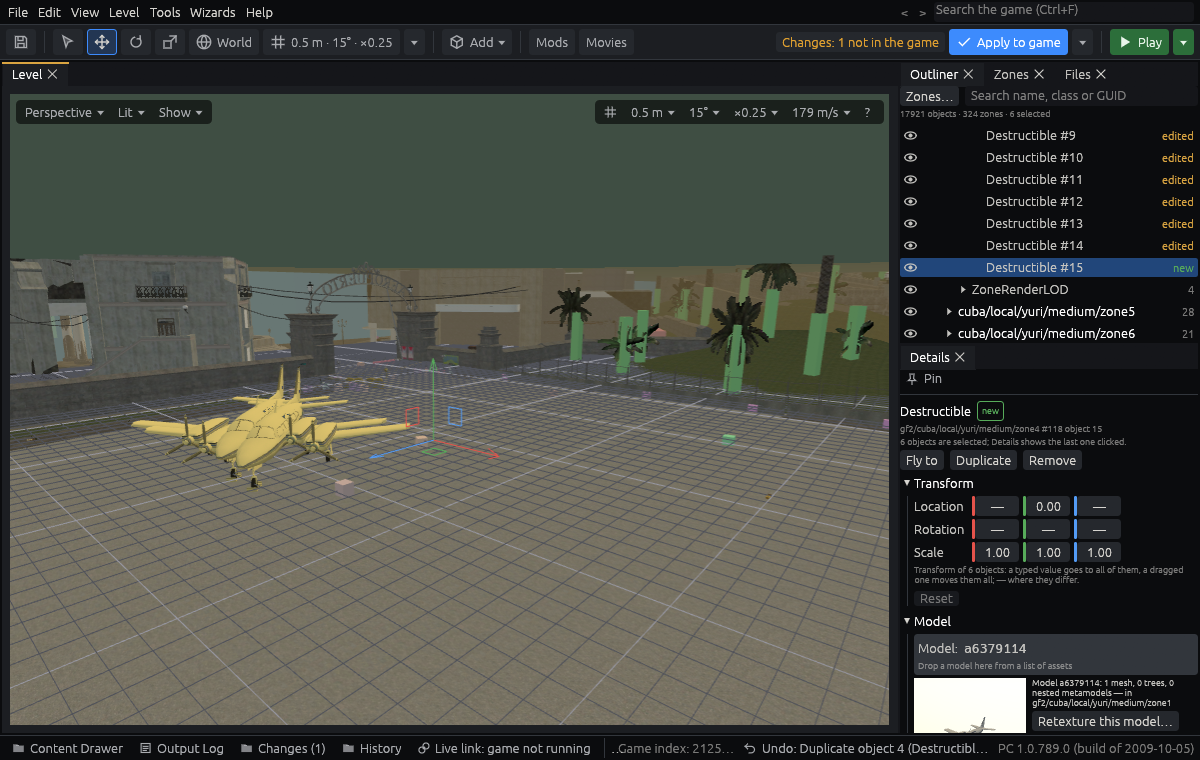 File Edit View Level Tools Wizards Help
< > Search the game (Ctrl+F)
World 0.5 m · 15° · ×0.25 Add Mods Movies Changes: 1 not in the game Apply to game Play
Level
Outliner Zones Files
Perspective Lit Show 0.5 m 15° ×0.25 179 m/s ?
Zones... Search name, class or GUID
17921 objects · 324 zones · 6 selected
Destructible #9 edited
Destructible #10 edited
Destructible #11 edited
Destructible #12 edited
Destructible #13 edited
Destructible #14 edited
Destructible #15 new
ZoneRenderLOD 4
cuba/local/yuri/medium/zone5 28
cuba/local/yuri/medium/zone6 21
Details
Pin
Destructible new
gf2/cuba/local/yuri/medium/zone4 #118 object 15
6 objects are selected; Details shows the last one clicked.
Fly to Duplicate Remove
Transform
Location — 0.00 —
Rotation — — —
Scale 1.00 1.00 1.00
Transform of 6 objects: a typed value goes to all of them, a dragged
one moves them all; — where they differ.
Reset
Model
Model: a6379114
Drop a model here from a list of assets
Model a6379114: 1 mesh, 0 trees, 0
nested metamodels — in
gf2/cuba/local/yuri/medium/zone1
Retexture this model...
Content Drawer Output Log Changes (1) History Live link: game not running ..Game index: 2125... Undo: Duplicate object 4 (Destructibl... PC 1.0.789.0 (build of 2009-10-05)